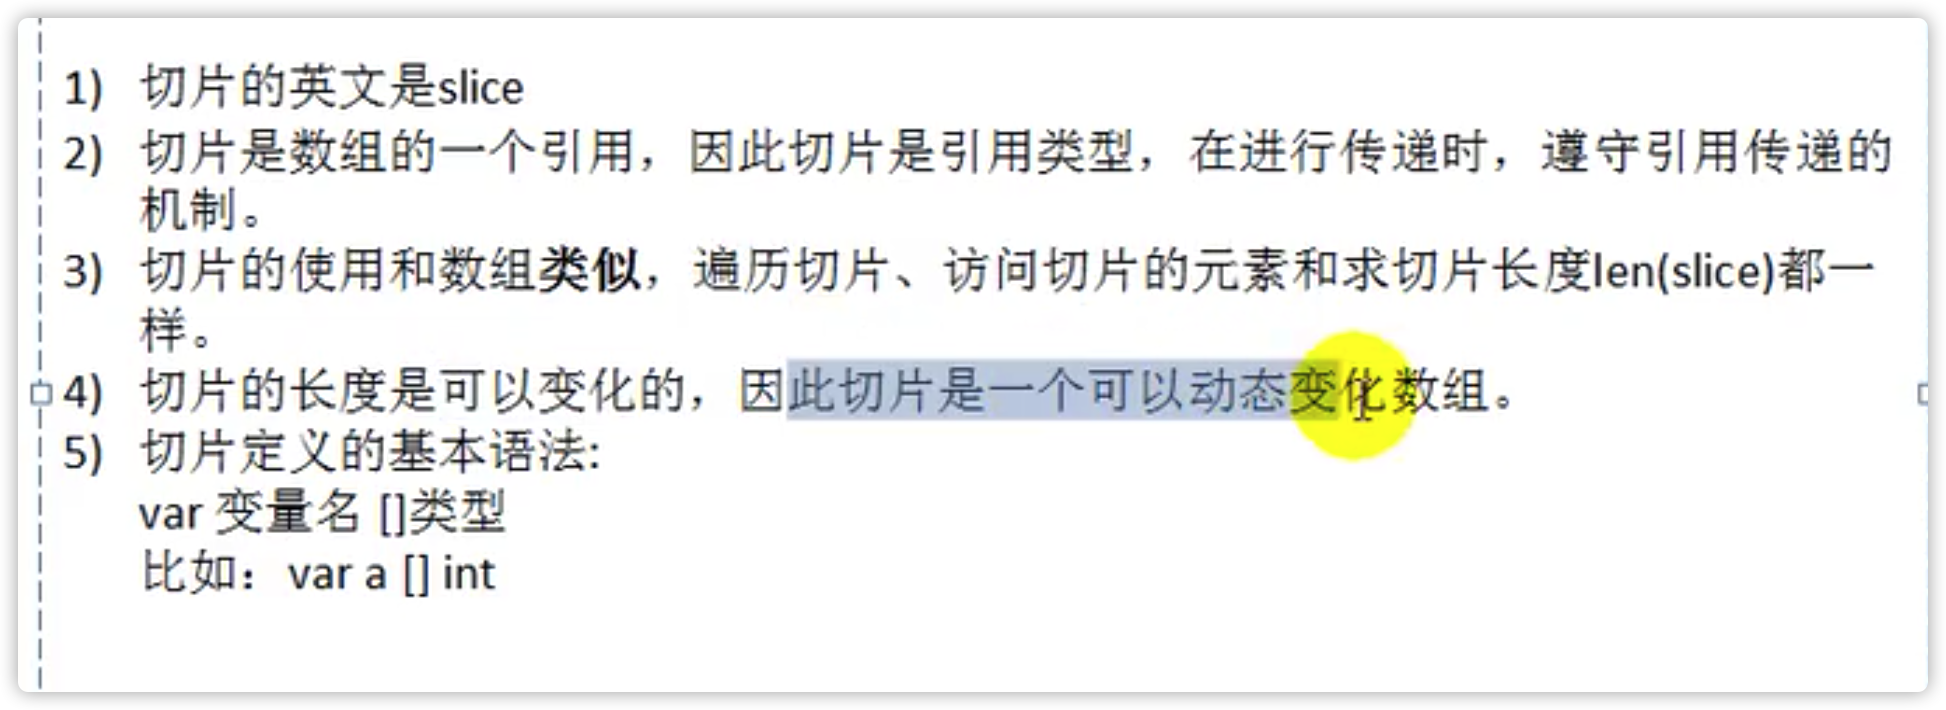 1) 切片的英文是slice
2) 切片是数组的一个引用，因此切片是引用类型，在进行传递时，遵守引用传递的
机制。
3) 切片的使用和数组类似，遍历切片、访问切片的元素和求切片长度len(slice)都一
样。
4) 切片的长度是可以变化的，因此切片是一个可以动态变化数组。
5) 切片定义的基本语法:
var 变量名 []类型
比如：var a [] int